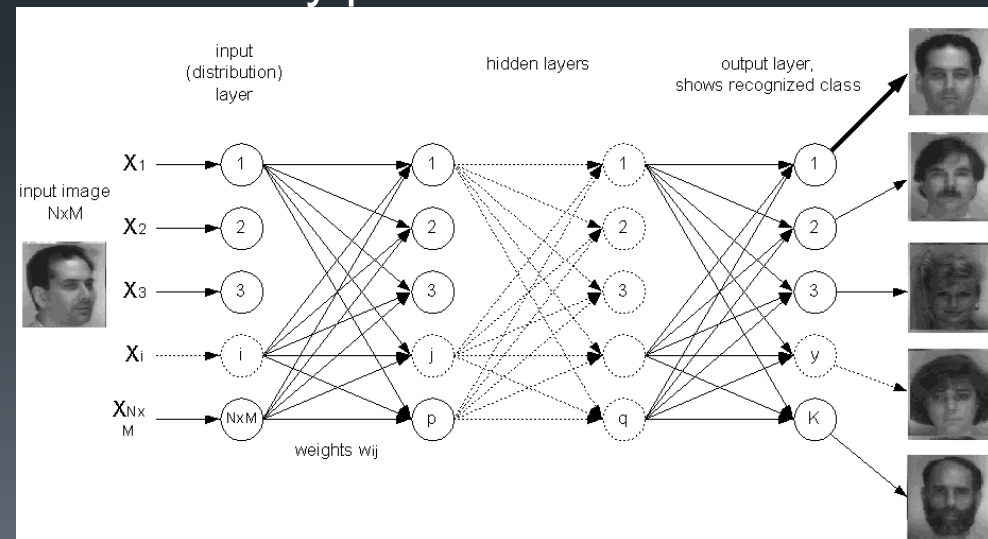 input
(distribution)
layer
hidden layers
output layer,
shows recognized class
input image
NxM
X1
X2
X3
Xi
XNx
M
1
2
3
i
NxM
weights wij
1
2
3
j
p
1
2
3
q
1
2
3
y
K